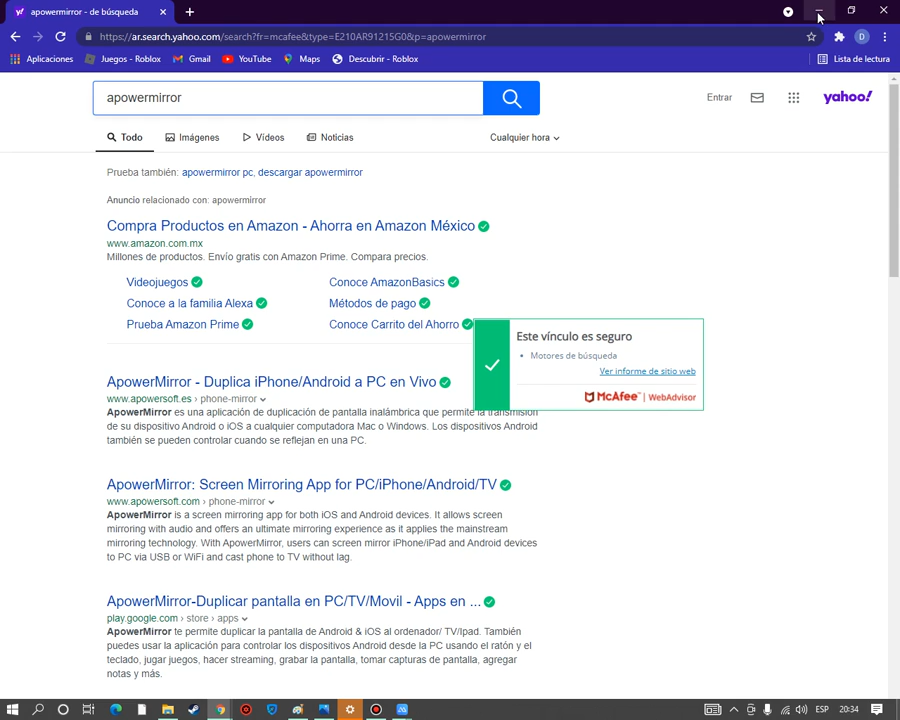 apowermirror - de búsqueda
https://ar.search.yahoo.com/search?fr=mcafee&type=E210AR91215G0&p=apowermirror
D
Aplicaciones Juegos - Roblox Gmail YouTube Maps Descubrir - Roblox Lista de lectura
apowermirror
Entrar
yahoo!
Todo Imágenes Vídeos Noticias Cualquier hora
Prueba también: apowermirror pc, descargar apowermirror
Anuncio relacionado con: apowermirror
Compra Productos en Amazon - Ahorra en Amazon México
www.amazon.com.mx
Millones de productos. Envío gratis con Amazon Prime. Compara precios.
Videojuegos Conoce AmazonBasics
Conoce a la familia Alexa Métodos de pago
Prueba Amazon Prime Conoce Carrito del Ahorro
Este vínculo es seguro
• Motores de búsqueda
Ver informe de sitio web
McAfee | WebAdvisor
ApowerMirror - Duplica iPhone/Android a PC en Vivo
www.apowersoft.es › phone-mirror
ApowerMirror es una aplicación de duplicación de pantalla inalámbrica que permite la transmisión
de su dispositivo Android o iOS a cualquier computadora Mac o Windows. Los dispositivos Android
también se pueden controlar cuando se reflejan en una PC.
ApowerMirror: Screen Mirroring App for PC/iPhone/Android/TV
www.apowersoft.com › phone-mirror
ApowerMirror is a screen mirroring app for both iOS and Android devices. It allows screen
mirroring with audio and offers an ultimate mirroring experience as it applies the mainstream
mirroring technology. With ApowerMirror, users can screen mirror iPhone/iPad and Android devices
to PC via USB or WiFi and cast phone to TV without lag.
ApowerMirror-Duplicar pantalla en PC/TV/Movil - Apps en ...
play.google.com › store › apps
ApowerMirror te permite duplicar la pantalla de Android & iOS al ordenador/ TV/Ipad. También
puedes usar la aplicación para controlar los dispositivos Android desde la PC usando el ratón y el
teclado, jugar juegos, hacer streaming, grabar la pantalla, tomar capturas de pantalla, agregar
notas y más.
ESP 20:34